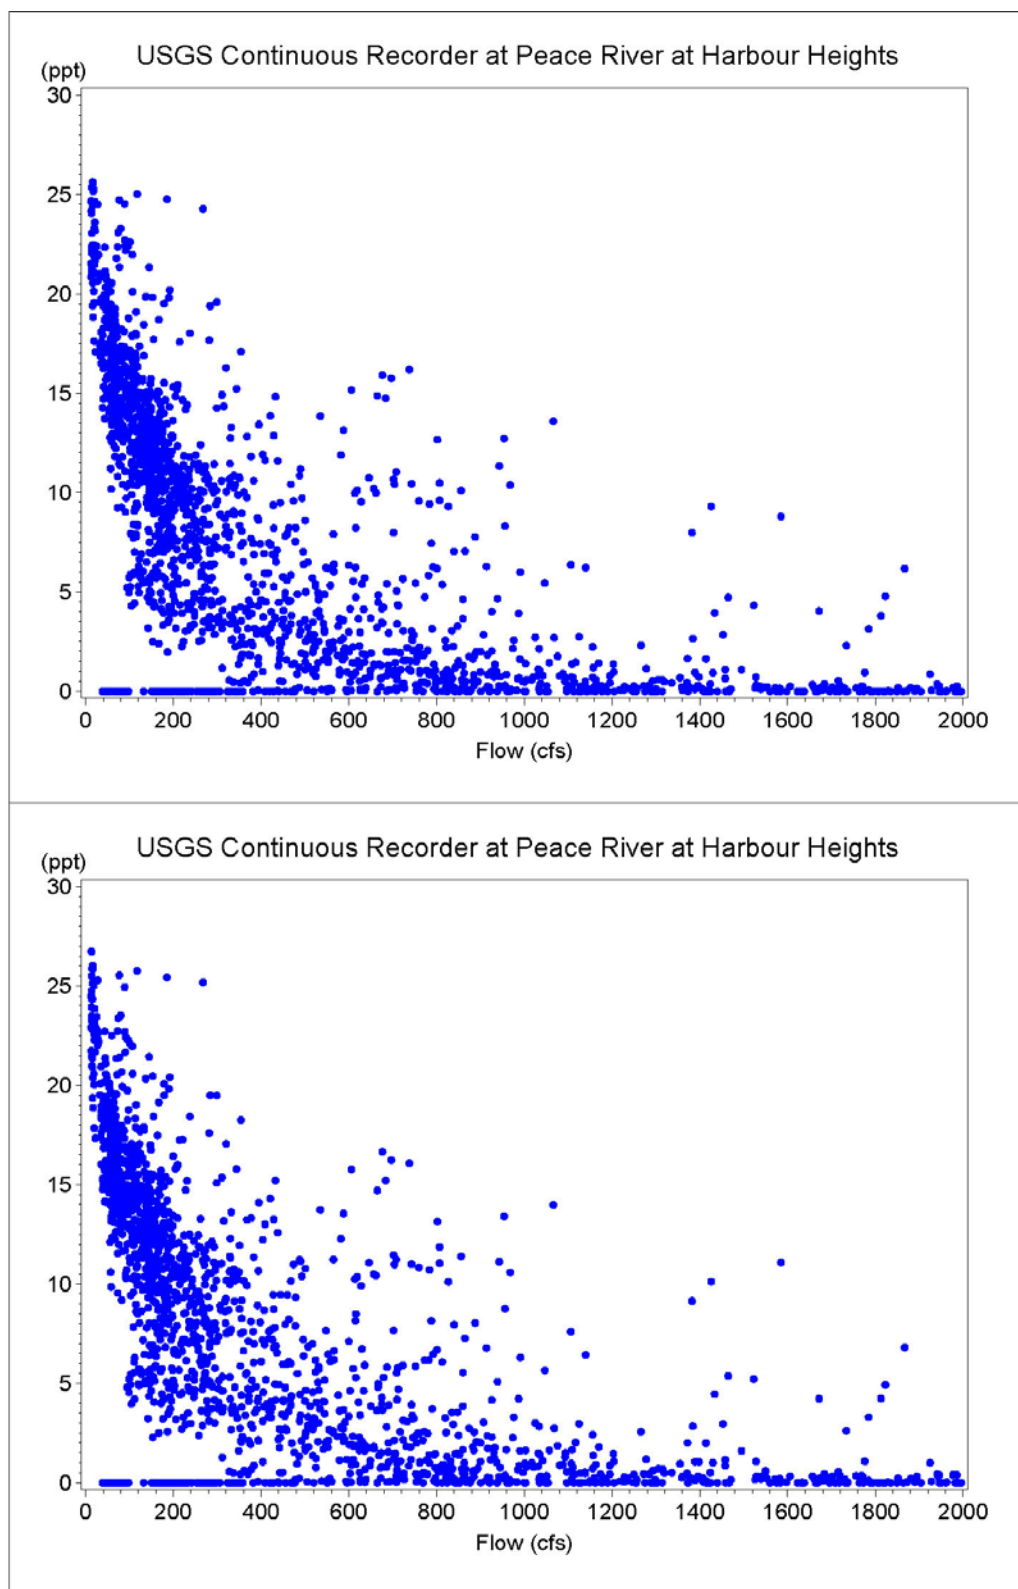 USGS Continuous Recorder at Peace River at Harbour Heights
(ppt)
30
25
20
15
10
5
0
0 200 400 600 800 1000 1200 1400 1600 1800 2000
Flow (cfs)
USGS Continuous Recorder at Peace River at Harbour Heights
(ppt)
30
25
20
15
10
5
0
0 200 400 600 800 1000 1200 1400 1600 1800 2000
Flow (cfs)